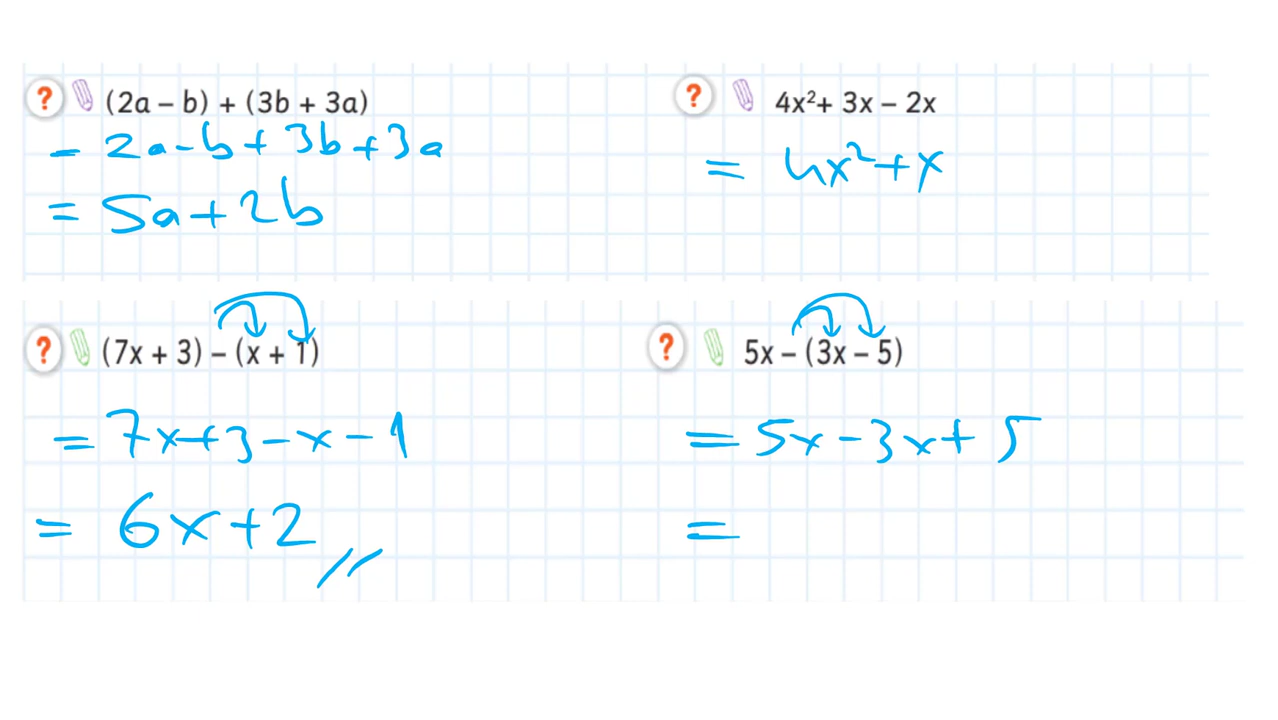 ? (2a – b) + (3b + 3a)
= 2a - b + 3b + 3a
= 5a + 2b
? 4x² + 3x – 2x
= 4x² + x
? (7x + 3) – (x + 1)
= 7x + 3 - x - 1
= 6x + 2 //
? 5x – (3x – 5)
= 5x - 3x + 5
=